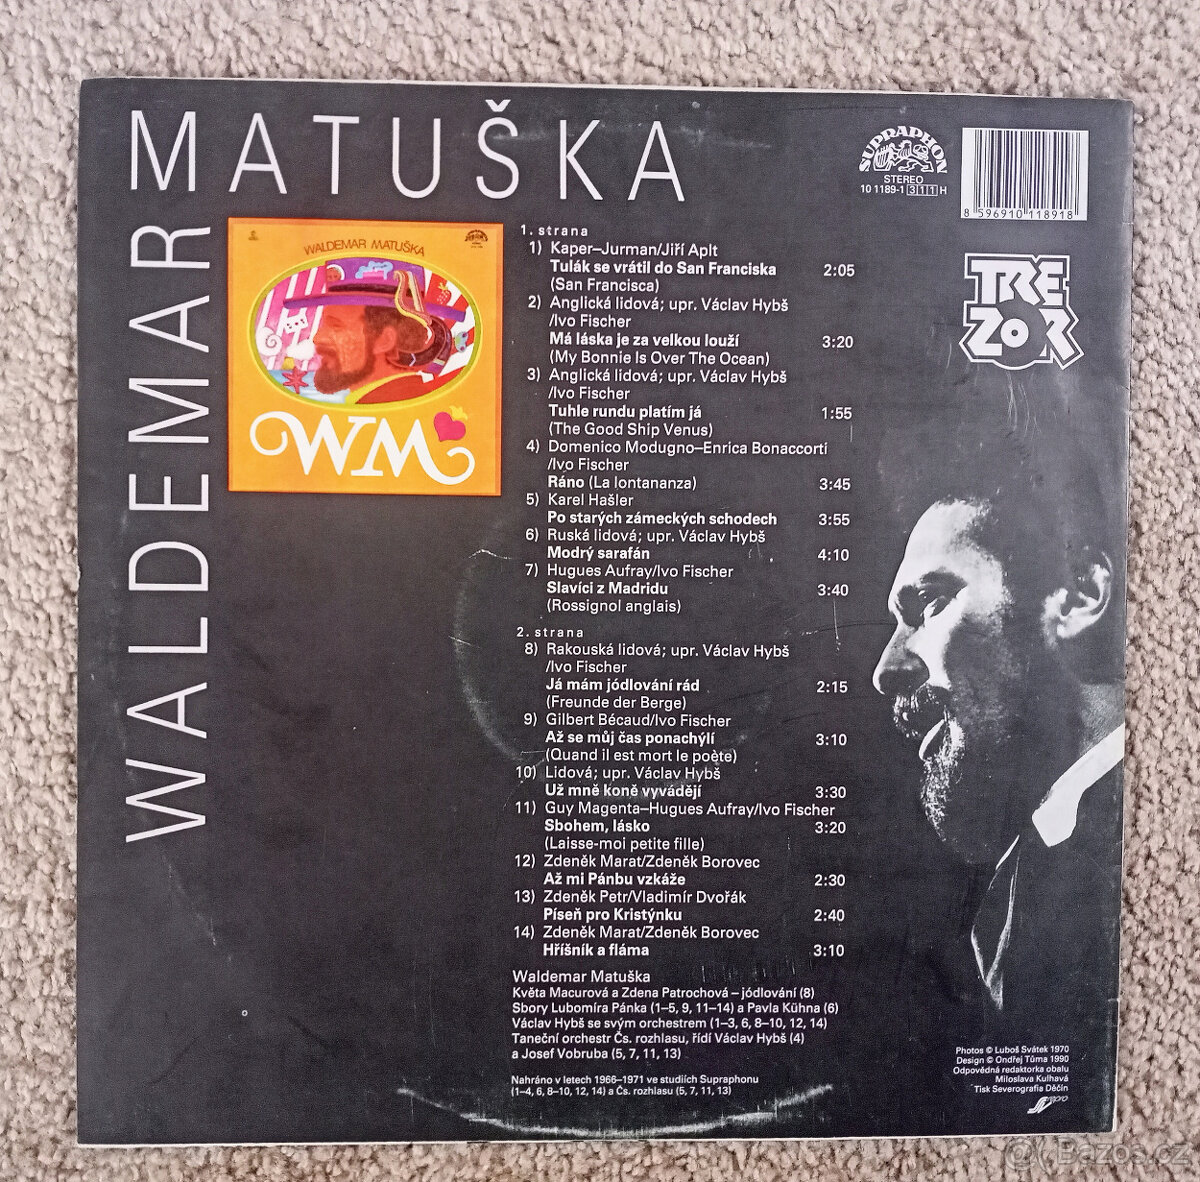 WALDEMAR
MATUŠKA
WALDEMAR MATUŠKA
WM
SUPRAPHON
STEREO
10 1189-1 311 H
8 596910 118918
TREZOR
1. strana
1) Kaper–Jurman/Jiří Aplt
Tulák se vrátil do San Franciska 2:05
(San Francisca)
2) Anglická lidová; upr. Václav Hybš
/Ivo Fischer
Má láska je za velkou louží 3:20
(My Bonnie Is Over The Ocean)
3) Anglická lidová; upr. Václav Hybš
/Ivo Fischer
Tuhle rundu platím já 1:55
(The Good Ship Venus)
4) Domenico Modugno–Enrica Bonaccorti
/Ivo Fischer
Ráno (La lontananza) 3:45
5) Karel Hašler
Po starých zámeckých schodech 3:55
6) Ruská lidová; upr. Václav Hybš
Modrý sarafán 4:10
7) Hugues Aufray/Ivo Fischer
Slavíci z Madridu 3:40
(Rossignol anglais)
2. strana
8) Rakouská lidová; upr. Václav Hybš
/Ivo Fischer
Já mám jódlování rád 2:15
(Freunde der Berge)
9) Gilbert Bécaud/Ivo Fischer
Až se můj čas ponachýlí 3:10
(Quand il est mort le poète)
10) Lidová; upr. Václav Hybš
Už mně koně vyvádějí 3:30
11) Guy Magenta–Hugues Aufray/Ivo Fischer
Sbohem, lásko 3:20
(Laisse-moi petite fille)
12) Zdeněk Marat/Zdeněk Borovec
Až mi Pánbu vzkáže 2:30
13) Zdeněk Petr/Vladimír Dvořák
Píseň pro Kristýnku 2:40
14) Zdeněk Marat/Zdeněk Borovec
Hříšník a fláma 3:10
Waldemar Matuška
Květa Macurová a Zdena Patrochová – jódlování (8)
Sbory Lubomíra Pánka (1–5, 9, 11–14) a Pavla Kühna (6)
Václav Hybš se svým orchestrem (1–3, 6, 8–10, 12, 14)
Taneční orchestr Čs. rozhlasu, řídí Václav Hybš (4)
a Josef Vobruba (5, 7, 11, 13)
Nahráno v letech 1966–1971 ve studiích Supraphonu
(1–4, 6, 8–10, 12, 14) a Čs. rozhlasu (5, 7, 11, 13)
Photos © Luboš Svátek 1970
Design © Ondřej Tůma 1990
Odpovědná redaktorka obalu
Miloslava Kulhavá
Tisk Severografia Děčín
Bazos.cz